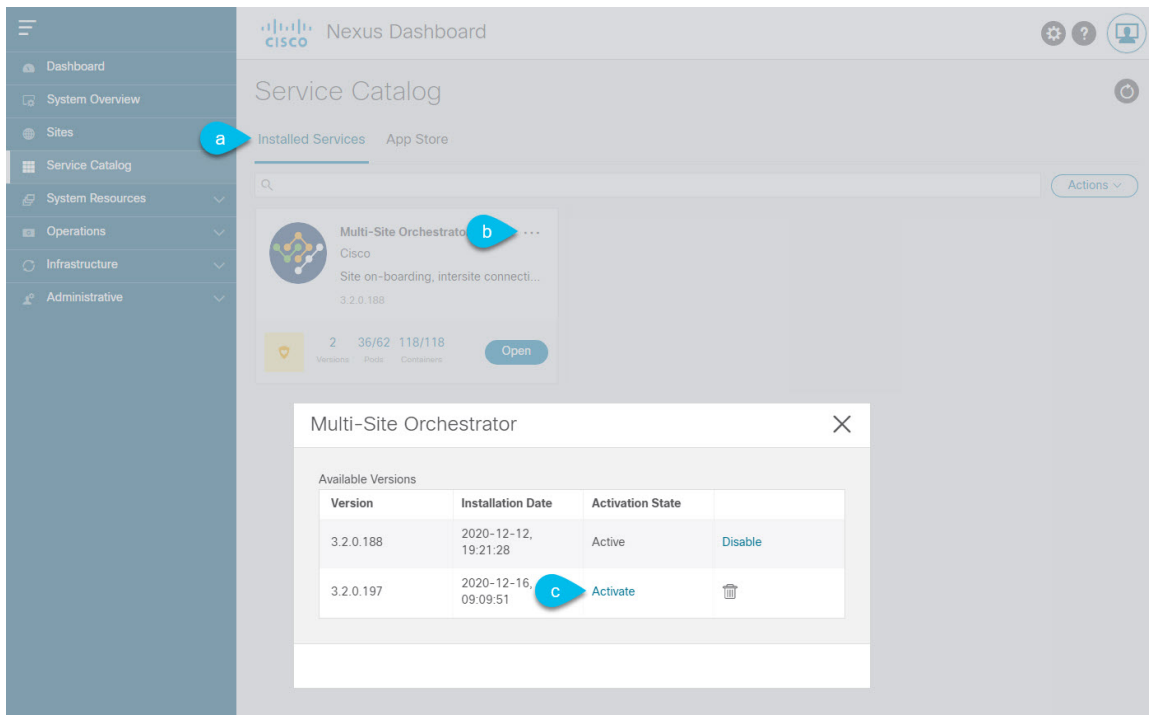 CISCO Nexus Dashboard
?
Dashboard
System Overview
Sites
Service Catalog
System Resources
Operations
Infrastructure
Administrative
Service Catalog
a
Installed Services App Store
Actions
Multi-Site Orchestrato
b
...
Cisco
Site on-boarding, intersite connecti...
3.2.0.188
2 36/62 118/118
Versions Pods Containers
Open
Multi-Site Orchestrator
Available Versions
Version Installation Date Activation State
3.2.0.188 2020-12-12, 19:21:28 Active Disable
3.2.0.197 2020-12-16, 09:09:51 c Activate